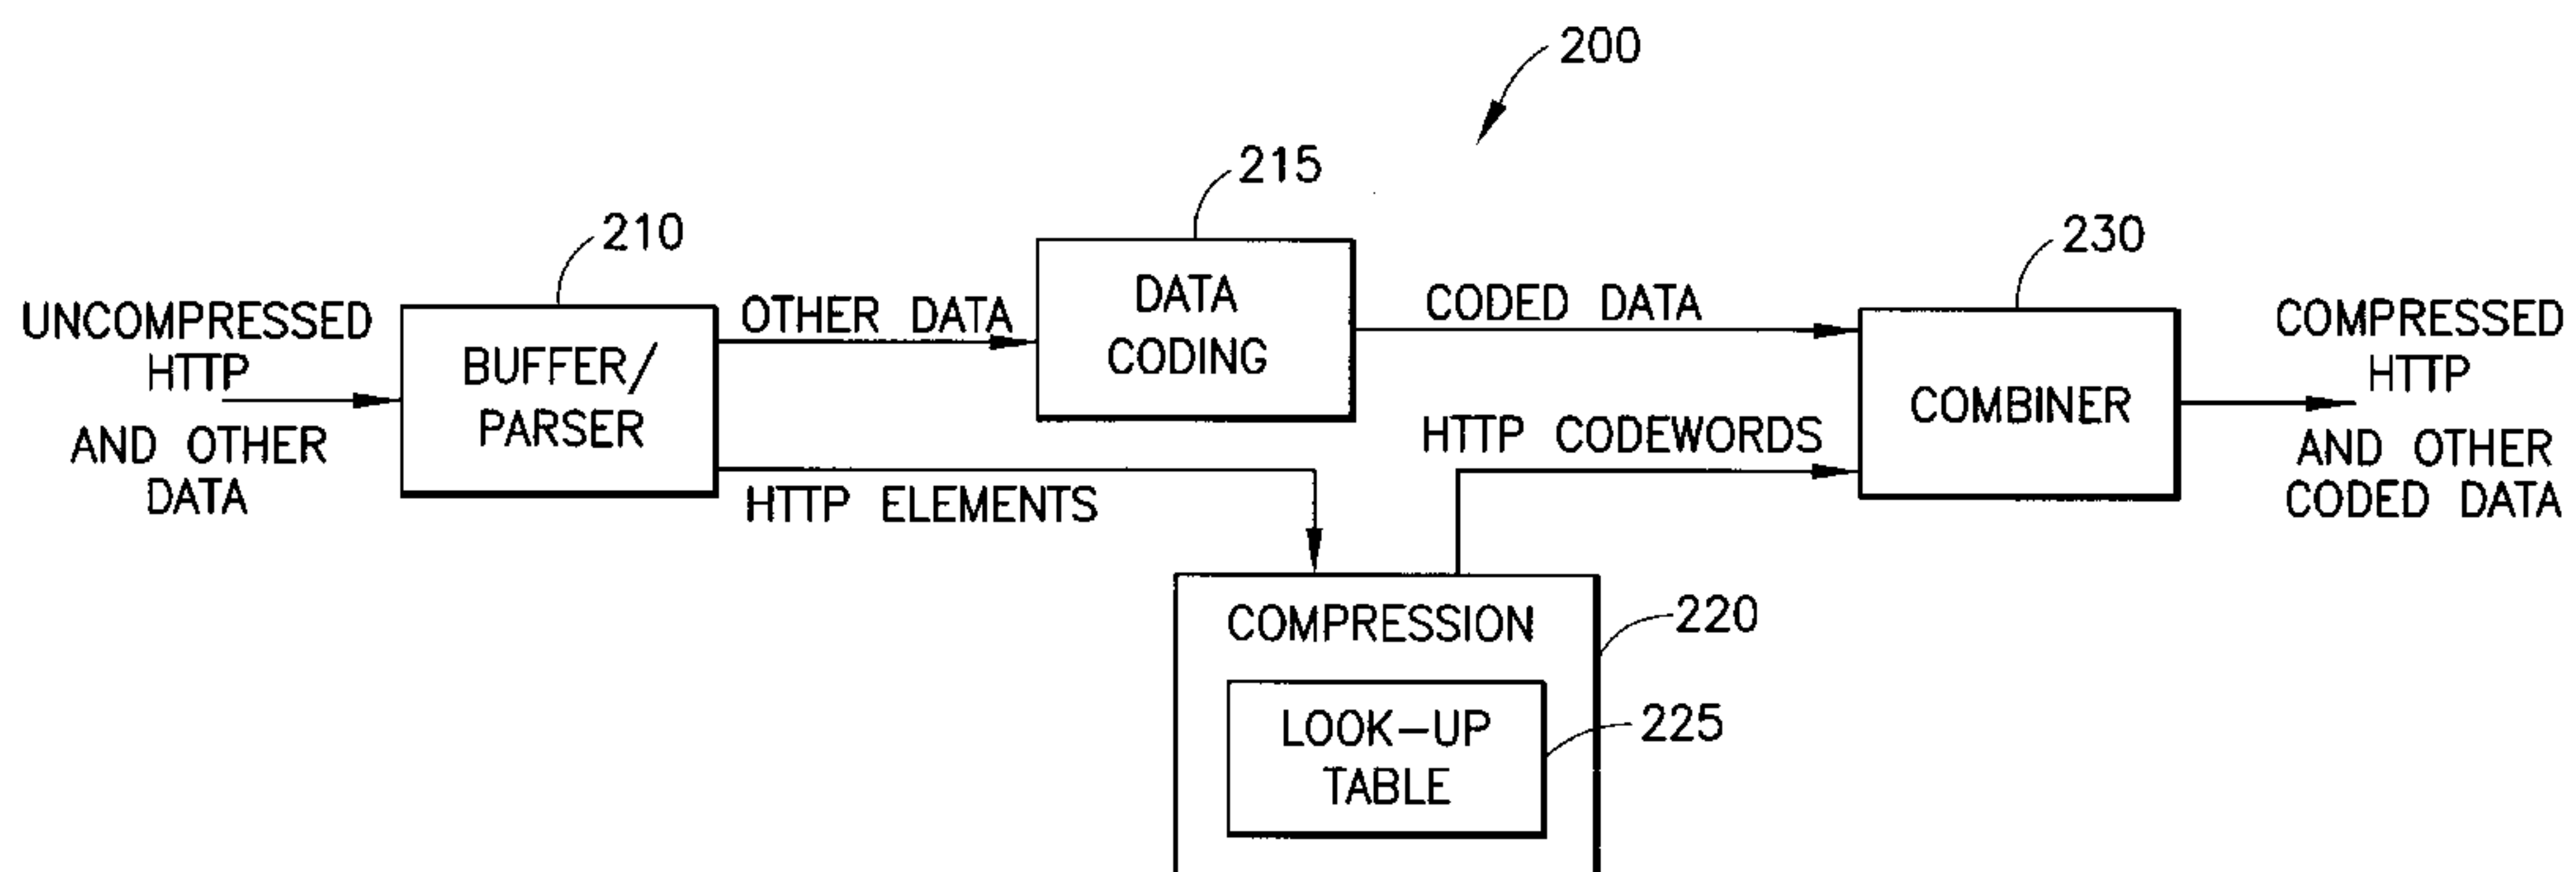 200
215
210
230
UNCOMPRESSED
HTTP
AND OTHER
DATA
BUFFER/
PARSER
OTHER DATA
HTTP ELEMENTS
DATA
CODING
CODED DATA
HTTP CODEWORDS
COMBINER
COMPRESSED
HTTP
AND OTHER
CODED DATA
COMPRESSION
220
LOOK-UP
TABLE
225